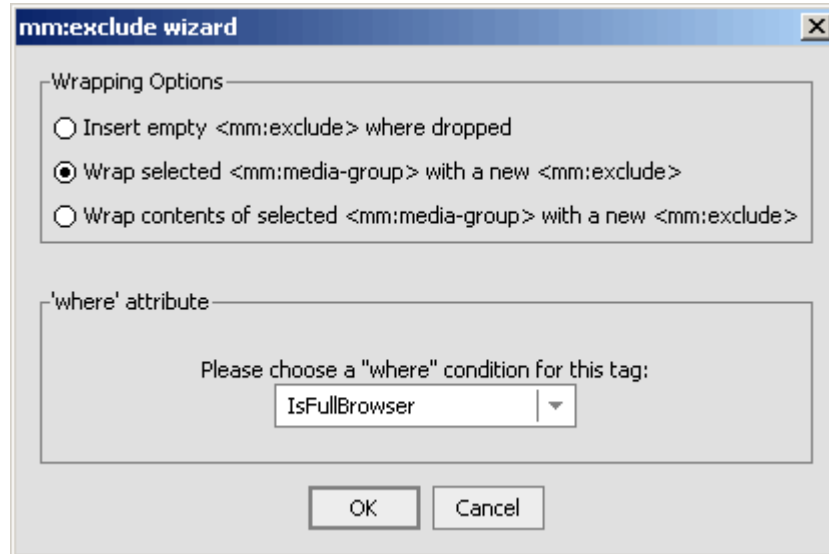 mm:exclude wizard
Wrapping Options
Insert empty <mm:exclude> where dropped
Wrap selected <mm:media-group> with a new <mm:exclude>
Wrap contents of selected <mm:media-group> with a new <mm:exclude>
'where' attribute
Please choose a "where" condition for this tag:
IsFullBrowser
OK Cancel